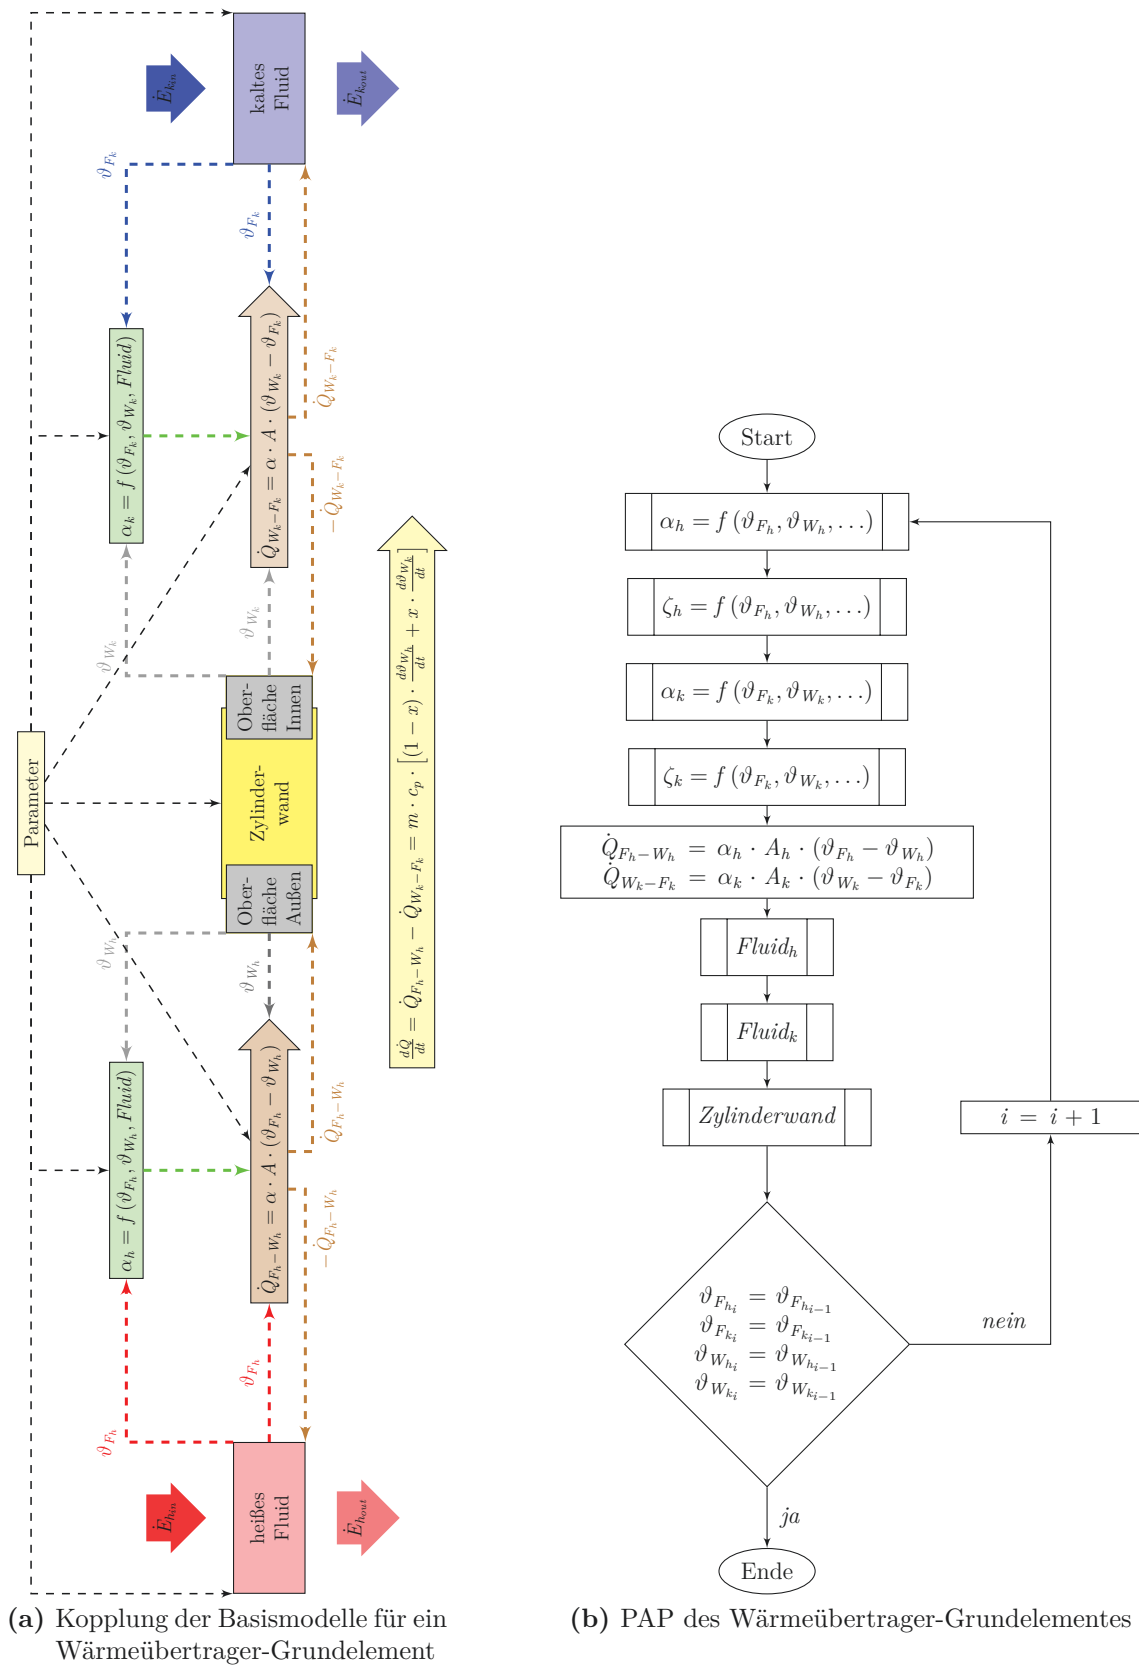 Parameter
α_h = f (ϑ_{F_h}, ϑ_{W_h}, Fluid)
α_k = f (ϑ_{F_k}, ϑ_{W_k}, Fluid)
ϑ_{F_h}
ϑ_{W_h}
ϑ_{W_k}
ϑ_{F_k}
Ė_{h_{in}}
heißes
Fluid
Ė_{h_{out}}
ϑ_{F_h}
Q̇_{F_h−W_h} = α · A · (ϑ_{F_h} − ϑ_{W_h})
−Q̇_{F_h−W_h}
Q̇_{F_h−W_h}
ϑ_{W_h}
Ober-
fläche
Außen
Zylinder-
wand
Ober-
fläche
Innen
ϑ_{W_k}
Q̇_{W_k−F_k} = α · A · (ϑ_{W_k} − ϑ_{F_k})
−Q̇_{W_k−F_k}
Q̇_{W_k−F_k}
ϑ_{F_k}
Ė_{k_{in}}
kaltes
Fluid
Ė_{k_{out}}
dQ̇/dt = Q̇_{F_h−W_h} − Q̇_{W_k−F_k} = m · c_p · [(1 − x) · dϑ_{W_h}/dt + x · dϑ_{W_k}/dt]
(a) Kopplung der Basismodelle für ein
Wärmeübertrager-Grundelement
Start
α_h = f (ϑ_{F_h}, ϑ_{W_h}, . . .)
ζ_h = f (ϑ_{F_h}, ϑ_{W_h}, . . .)
α_k = f (ϑ_{F_k}, ϑ_{W_k}, . . .)
ζ_k = f (ϑ_{F_k}, ϑ_{W_k}, . . .)
Q̇_{F_h−W_h} = α_h · A_h · (ϑ_{F_h} − ϑ_{W_h})
Q̇_{W_k−F_k} = α_k · A_k · (ϑ_{W_k} − ϑ_{F_k})
Fluid_h
Fluid_k
Zylinderwand
i = i + 1
ϑ_{F_{h_i}} = ϑ_{F_{h_{i−1}}}
ϑ_{F_{k_i}} = ϑ_{F_{k_{i−1}}}
ϑ_{W_{h_i}} = ϑ_{W_{h_{i−1}}}
ϑ_{W_{k_i}} = ϑ_{W_{k_{i−1}}}
nein
ja
Ende
(b) PAP des Wärmeübertrager-Grundelementes